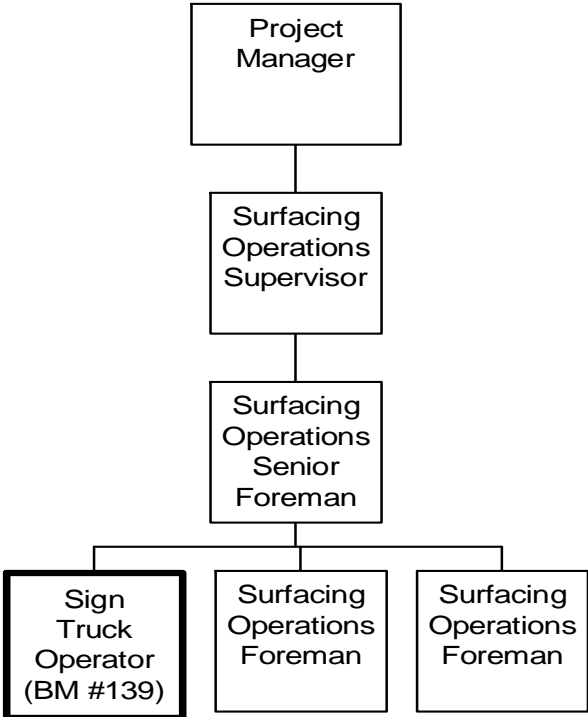 Project
Manager
Surfacing
Operations
Supervisor
Surfacing
Operations
Senior
Foreman
Sign
Truck
Operator
(BM #139)
Surfacing
Operations
Foreman
Surfacing
Operations
Foreman